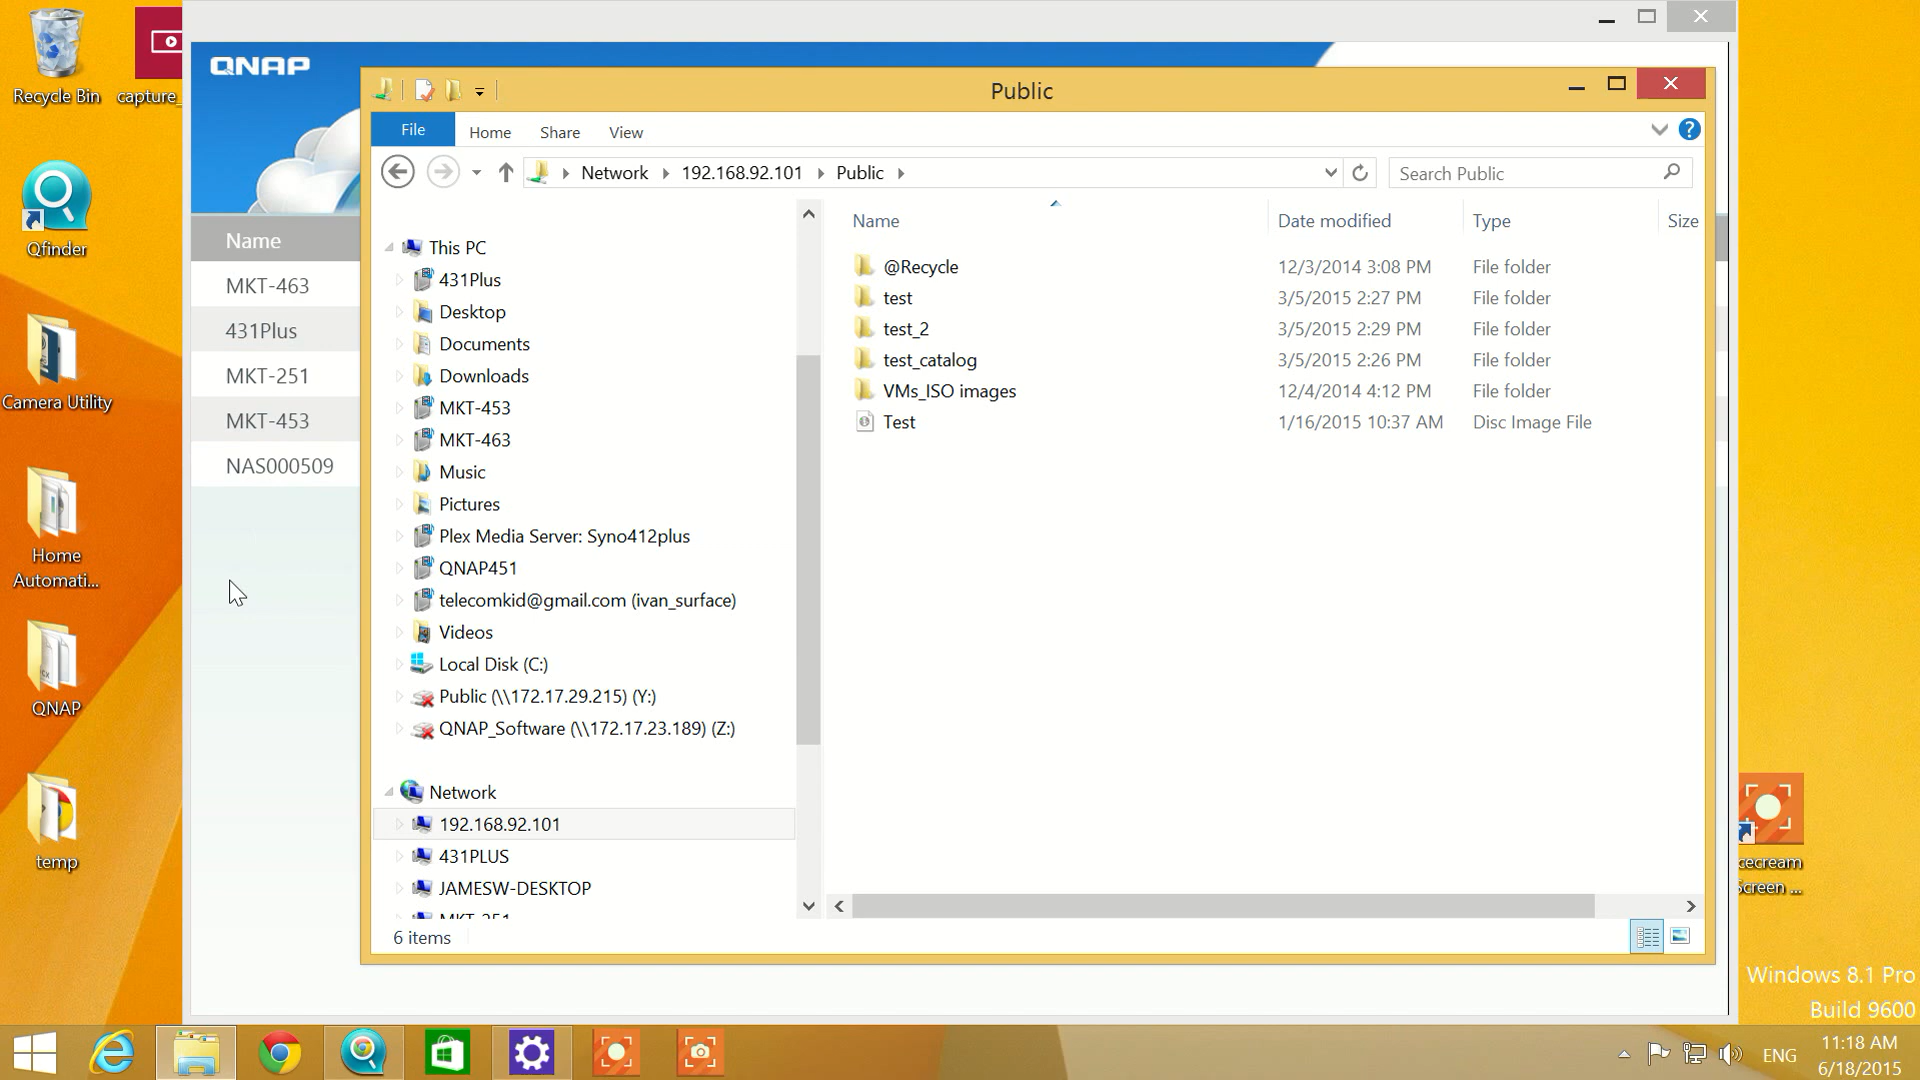 Recycle Bin
capture_
Qfinder
Camera Utility
Home
Automati...
QNAP
temp
QNAP
Name
MKT-463
431Plus
MKT-251
MKT-453
NAS000509
Public
File
Home
Share
View
?
Network
192.168.92.101
Public
Search Public
This PC
431Plus
Desktop
Documents
Downloads
MKT-453
MKT-463
Music
Pictures
Plex Media Server: Syno412plus
QNAP451
telecomkid@gmail.com (ivan_surface)
Videos
Local Disk (C:)
Public (\\172.17.29.215) (Y:)
QNAP_Software (\\172.17.23.189) (Z:)
Network
192.168.92.101
431PLUS
JAMESW-DESKTOP
MKT-251
Name Date modified Type Size
@Recycle 12/3/2014 3:08 PM File folder
test 3/5/2015 2:27 PM File folder
test_2 3/5/2015 2:29 PM File folder
test_catalog 3/5/2015 2:26 PM File folder
VMs_ISO images 12/4/2014 4:12 PM File folder
Test 1/16/2015 10:37 AM Disc Image File
6 items
cecream
Screen ...
Windows 8.1 Pro
Build 9600
ENG
11:18 AM
6/18/2015